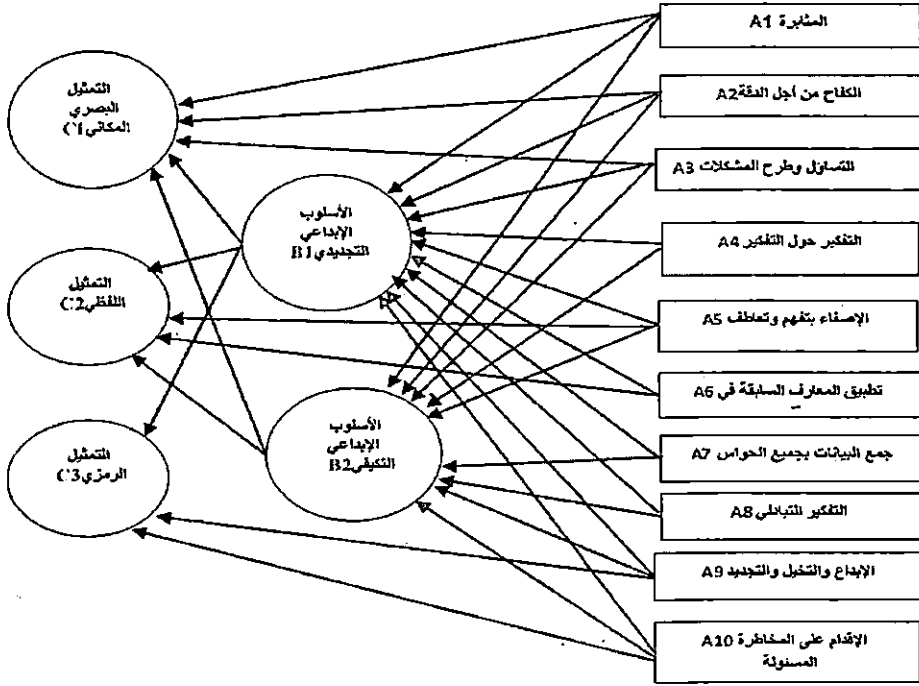 المثابرة A1
الكفاح من أجل الدقة A2
التساؤل وطرح المشكلات A3
التفكير حول التفكير A4
الإصغاء بتفهم وتعاطف A5
تطبيق المعارف السابقة في A6
جمع البيانات بجميع الحواس A7
التفكير التبادلي A8
الإبداع والتخيل والتجديد A9
الإقدام على المخاطرة A10
المسئولة
الأسلوب
الإبداعي
التجديدي B1
الأسلوب
الإبداعي
التكيفي B2
التمثيل
البصري
المكاني C1
التمثيل
اللفظي C2
التمثيل
الرمزي C3